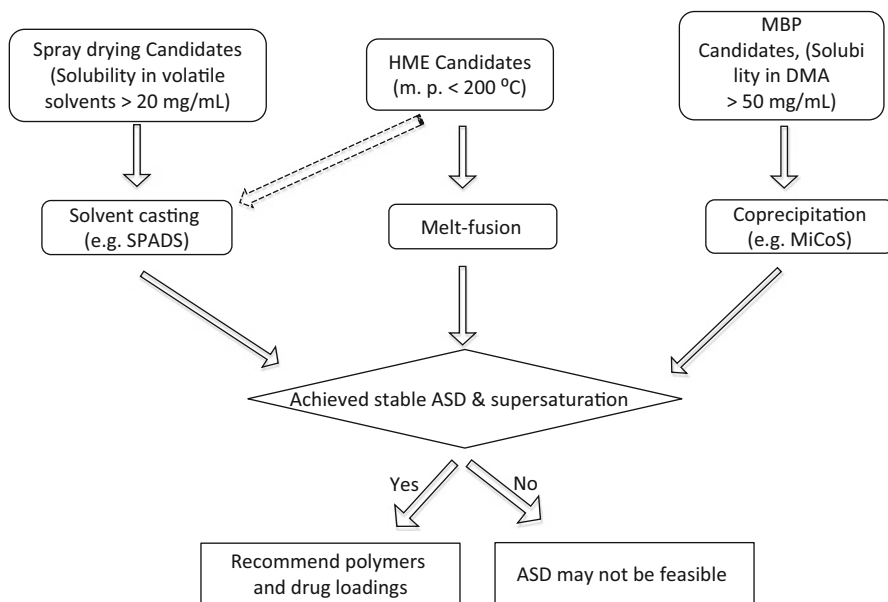 Spray drying Candidates
(Solubility in volatile
solvents > 20 mg/mL)
HME Candidates
(m. p. < 200 ⁰C)
MBP
Candidates, (Solubi
lity in DMA
> 50 mg/mL)
Solvent casting
(e.g. SPADS)
Melt-fusion
Coprecipitation
(e.g. MiCoS)
Achieved stable ASD & supersaturation
Yes
No
Recommend polymers
and drug loadings
ASD may not be feasible